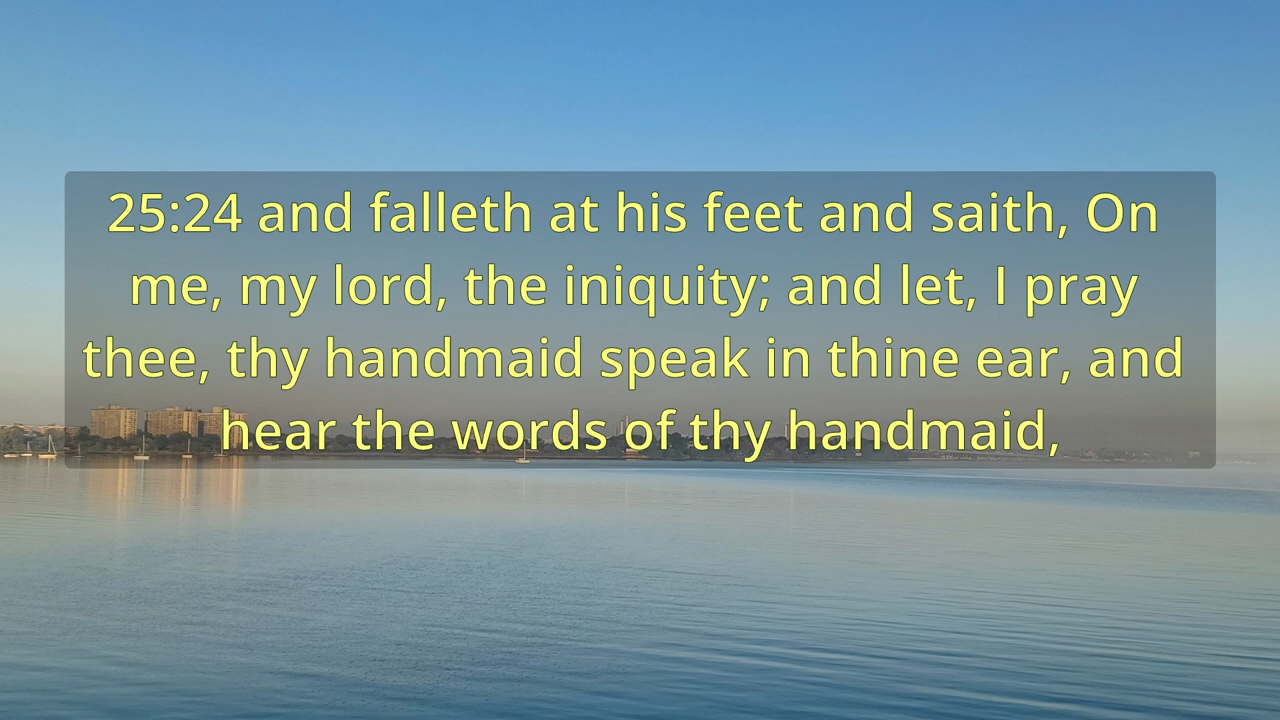 25:24 and falleth at his feet and saith, On
me, my lord, the iniquity; and let, I pray
thee, thy handmaid speak in thine ear, and
hear the words of thy handmaid,